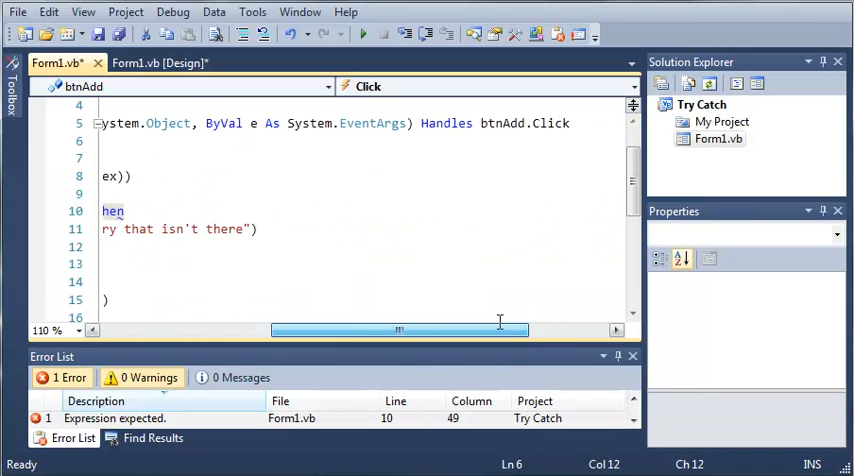 File Edit View Project Debug Data Tools Window Help
Form1.vb* Form1.vb [Design]*
Toolbox
btnAdd Click
4
5 ystem.Object, ByVal e As System.EventArgs) Handles btnAdd.Click
6
7
8 ex))
9
10 hen
11 ry that isn't there")
12
13
14
15 )
16
110 %
Solution Explorer
Try Catch
My Project
Form1.vb
Properties
Error List
1 Error 0 Warnings 0 Messages
Description File Line Column Project
1 Expression expected. Form1.vb 10 49 Try Catch
Error List Find Results
Ready Ln 6 Col 12 Ch 12 INS